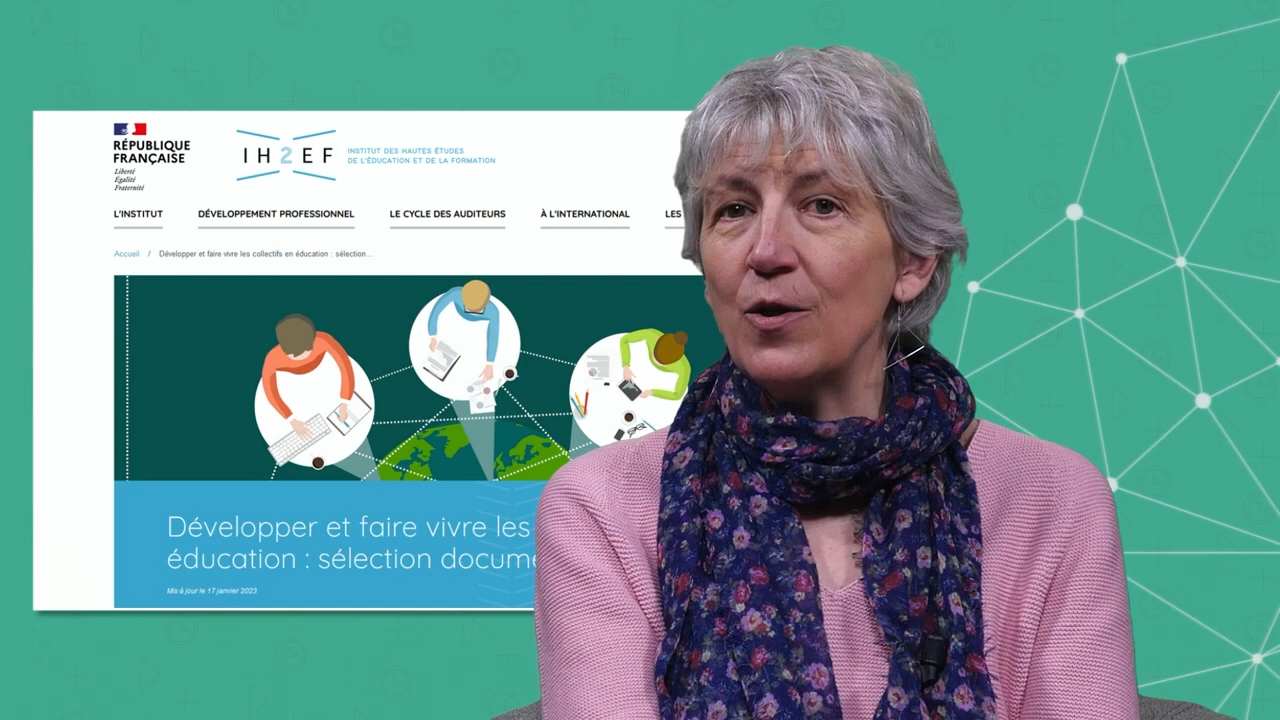 RÉPUBLIQUE
FRANÇAISE
Liberté
Égalité
Fraternité
IH2EF
INSTITUT DES HAUTES ÉTUDES
DE L'ÉDUCATION ET DE LA FORMATION
L'INSTITUT DÉVELOPPEMENT PROFESSIONNEL LE CYCLE DES AUDITEURS À L'INTERNATIONAL LES
Accueil / Développer et faire vivre les collectifs en éducation : sélection...
Développer et faire vivre les
éducation : sélection docume
Mis à jour le 17 janvier 2023